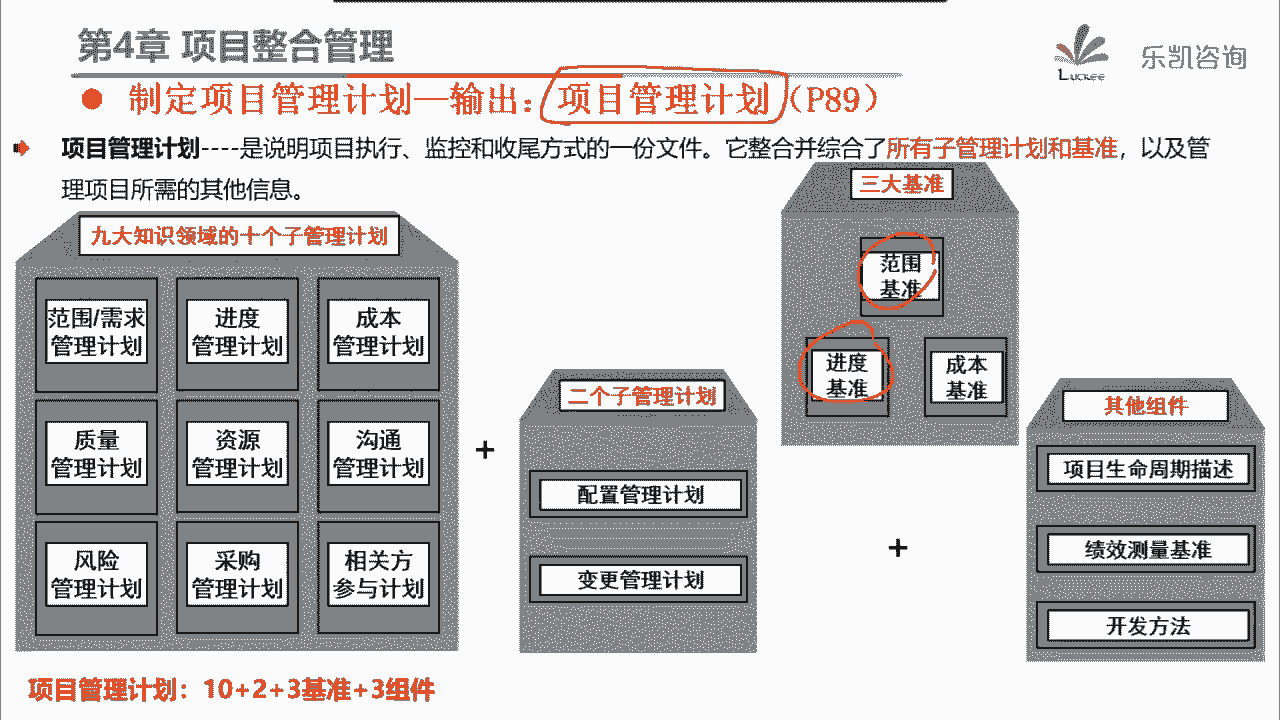 第4章 项目整合管理
Luckee 乐凯咨询
制定项目管理计划—输出：项目管理计划（P89）
项目管理计划----是说明项目执行、监控和收尾方式的一份文件。它整合并综合了所有子管理计划和基准，以及管
理项目所需的其他信息。
九大知识领域的十个子管理计划
范围/需求
管理计划
进度
管理计划
成本
管理计划
质量
管理计划
资源
管理计划
沟通
管理计划
风险
管理计划
采购
管理计划
相关方
参与计划
+
二个子管理计划
配置管理计划
变更管理计划
三大基准
范围
基准
进度
基准
成本
基准
+
其他组件
项目生命周期描述
绩效测量基准
开发方法
项目管理计划：10+2+3基准+3组件